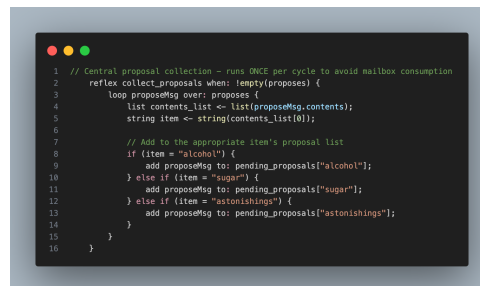 1 // Central proposal collection – runs ONCE per cycle to avoid mailbox consumption
2 reflex collect_proposals when: !empty(proposes) {
3 loop proposeMsg over: proposes {
4 list contents_list <- list(proposeMsg.contents);
5 string item <- string(contents_list[0]);
6
7 // Add to the appropriate item's proposal list
8 if (item = "alcohol") {
9 add proposeMsg to: pending_proposals["alcohol"];
10 } else if (item = "sugar") {
11 add proposeMsg to: pending_proposals["sugar"];
12 } else if (item = "astonishings") {
13 add proposeMsg to: pending_proposals["astonishings"];
14 }
15 }
16 }